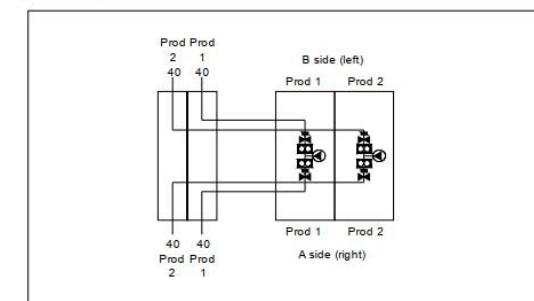 Prod Prod
2 1
40 40
B side (left)
Prod 1 Prod 2
Prod 1 Prod 2
A side (right)
40 40
Prod Prod
2 1